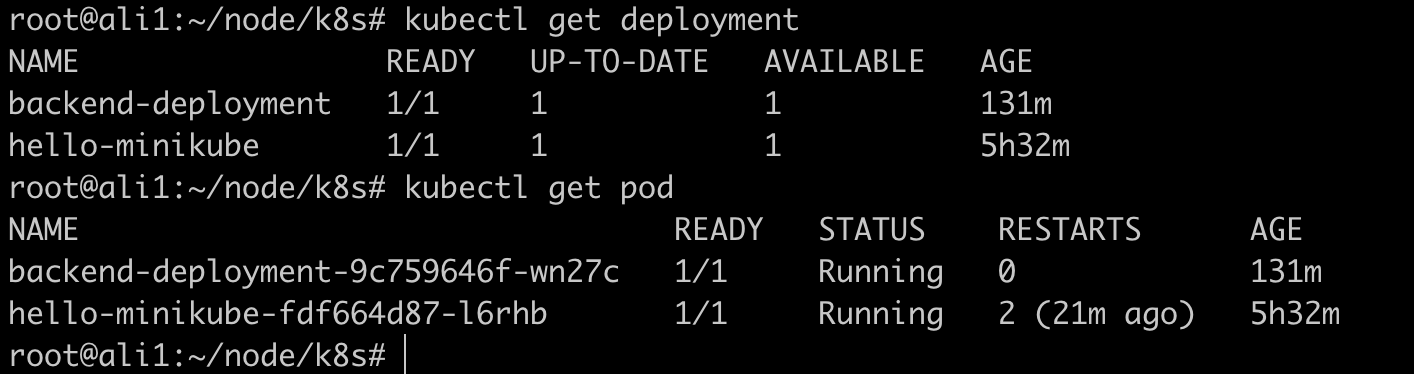 root@ali1:~/node/k8s# kubectl get deployment
NAME                 READY   UP-TO-DATE   AVAILABLE   AGE
backend-deployment   1/1     1            1           131m
hello-minikube       1/1     1            1           5h32m
root@ali1:~/node/k8s# kubectl get pod
NAME                                 READY   STATUS    RESTARTS      AGE
backend-deployment-9c759646f-wn27c   1/1     Running   0             131m
hello-minikube-fdf664d87-l6rhb       1/1     Running   2 (21m ago)   5h32m
root@ali1:~/node/k8s#